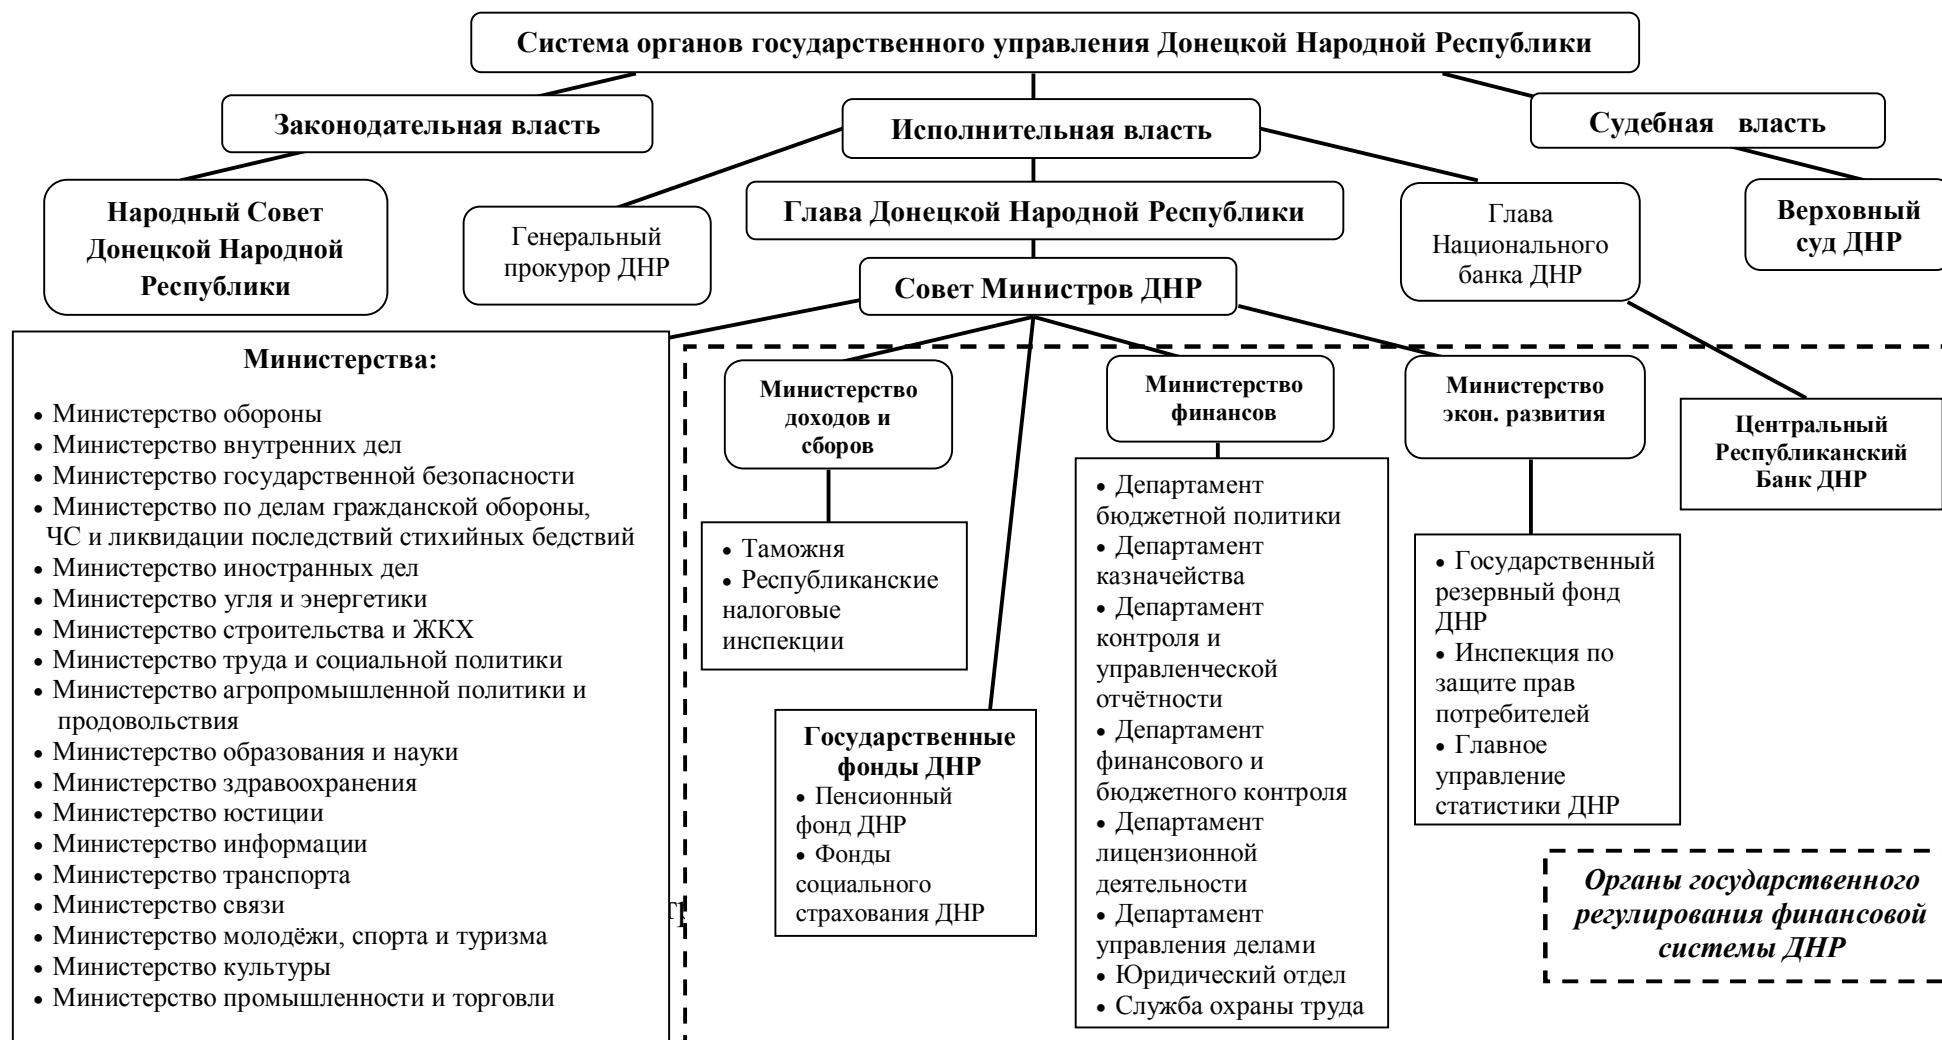 Система органов государственного управления Донецкой Народной Республики
Законодательная власть
Исполнительная власть
Судебная власть
Народный Совет
Донецкой Народной
Республики
Генеральный
прокурор ДНР
Глава Донецкой Народной Республики
Совет Министров ДНР
Глава
Национального
банка ДНР
Верховный
суд ДНР
Министерства:
• Министерство обороны
• Министерство внутренних дел
• Министерство государственной безопасности
• Министерство по делам гражданской обороны,
ЧС и ликвидации последствий стихийных бедствий
• Министерство иностранных дел
• Министерство угля и энергетики
• Министерство строительства и ЖКХ
• Министерство труда и социальной политики
• Министерство агропромышленной политики и
продовольствия
• Министерство образования и науки
• Министерство здравоохранения
• Министерство юстиции
• Министерство информации
• Министерство транспорта
• Министерство связи
• Министерство молодёжи, спорта и туризма
• Министерство культуры
• Министерство промышленности и торговли
Министерство
доходов и
сборов
• Таможня
• Республиканские
налоговые
инспекции
Государственные
фонды ДНР
• Пенсионный
фонд ДНР
• Фонды
социального
страхования ДНР
Министерство
финансов
• Департамент
бюджетной политики
• Департамент
казначейства
• Департамент
контроля и
управленческой
отчётности
• Департамент
финансового и
бюджетного контроля
• Департамент
лицензионной
деятельности
• Департамент
управления делами
• Юридический отдел
• Служба охраны труда
Министерство
экон. развития
• Государственный
резервный фонд
ДНР
• Инспекция по
защите прав
потребителей
• Главное
управление
статистики ДНР
Центральный
Республиканский
Банк ДНР
Органы государственного
регулирования финансовой
системы ДНР